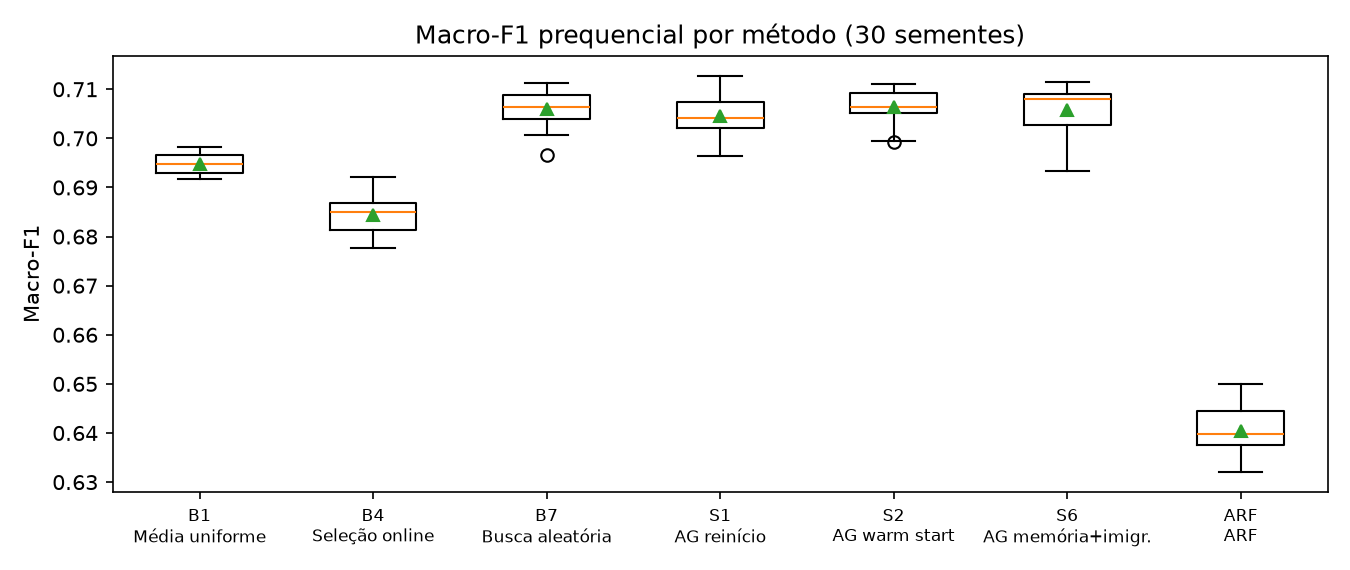 Macro-F1 prequencial por método (30 sementes)
Macro-F1
0.71
0.70
0.69
0.68
0.67
0.66
0.65
0.64
0.63
B1
Média uniforme
B4
Seleção online
B7
Busca aleatória
S1
AG reinício
S2
AG warm start
S6
AG memória+imigr.
ARF
ARF